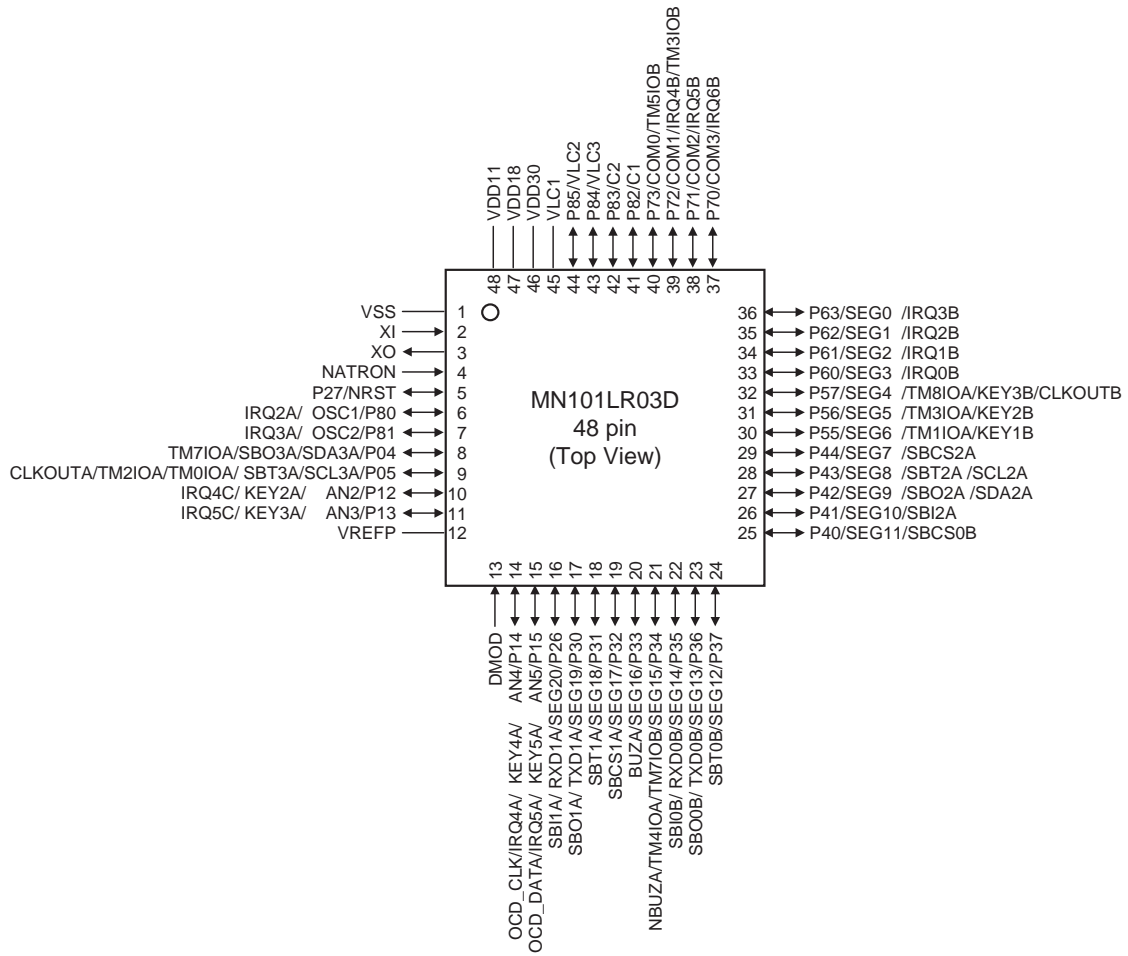 VDD11
VDD18
VDD30
VLC1
P85/VLC2
P84/VLC3
P83/C2
P82/C1
P73/COM0/TM5IOB
P72/COM1/IRQ4B/TM3IOB
P71/COM2/IRQ5B
P70/COM3/IRQ6B
48
47
46
45
44
43
42
41
40
39
38
37
VSS 1
XI 2
XO 3
NATRON 4
P27/NRST 5
IRQ2A/ OSC1/P80 6
IRQ3A/ OSC2/P81 7
TM7IOA/SBO3A/SDA3A/P04 8
CLKOUTA/TM2IOA/TM0IOA/ SBT3A/SCL3A/P05 9
IRQ4C/ KEY2A/ AN2/P12 10
IRQ5C/ KEY3A/ AN3/P13 11
VREFP 12
MN101LR03D
48 pin
(Top View)
36 P63/SEG0 /IRQ3B
35 P62/SEG1 /IRQ2B
34 P61/SEG2 /IRQ1B
33 P60/SEG3 /IRQ0B
32 P57/SEG4 /TM8IOA/KEY3B/CLKOUTB
31 P56/SEG5 /TM3IOA/KEY2B
30 P55/SEG6 /TM1IOA/KEY1B
29 P44/SEG7 /SBCS2A
28 P43/SEG8 /SBT2A /SCL2A
27 P42/SEG9 /SBO2A /SDA2A
26 P41/SEG10/SBI2A
25 P40/SEG11/SBCS0B
13
14
15
16
17
18
19
20
21
22
23
24
DMOD
OCD_CLK/IRQ4A/ KEY4A/ AN4/P14
OCD_DATA/IRQ5A/ KEY5A/ AN5/P15
SBI1A/ RXD1A/SEG20/P26
SBO1A/ TXD1A/SEG19/P30
SBT1A/SEG18/P31
SBCS1A/SEG17/P32
BUZA/SEG16/P33
NBUZA/TM4IOA/TM7IOB/SEG15/P34
SBI0B/ RXD0B/SEG14/P35
SBO0B/ TXD0B/SEG13/P36
SBT0B/SEG12/P37